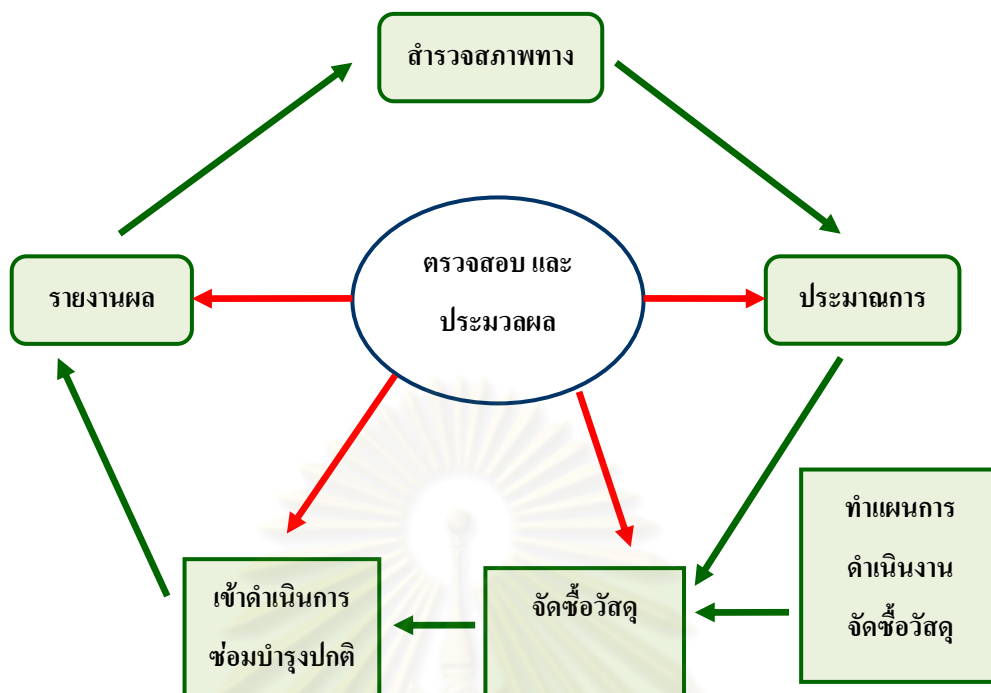 สำรวจสภาพทาง
ตรวจสอบ และ
ประมวลผล
รายงานผล
ประมาณการ
ทำแผนการ
ดำเนินงาน
จัดซื้อวัสดุ
เข้าดำเนินการ
ซ่อมบำรุงปกติ
จัดซื้อวัสดุ